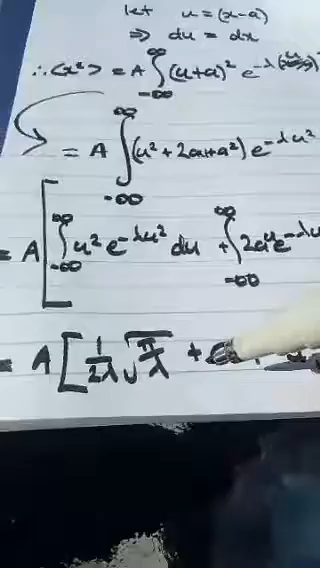 let u = (x-a)
⇒ du = dx
∴ <x²> = A ∫_{-∞}^{∞} (u+a)² e^{-λ
= A ∫_{-∞}^{∞} (u² + 2au + a²) e^{-λu²}
= A [ ∫_{-∞}^{∞} u² e^{-λu²} du + ∫_{-∞}^{∞} 2au e^{-λu
= A [ 1/2λ √π/λ +